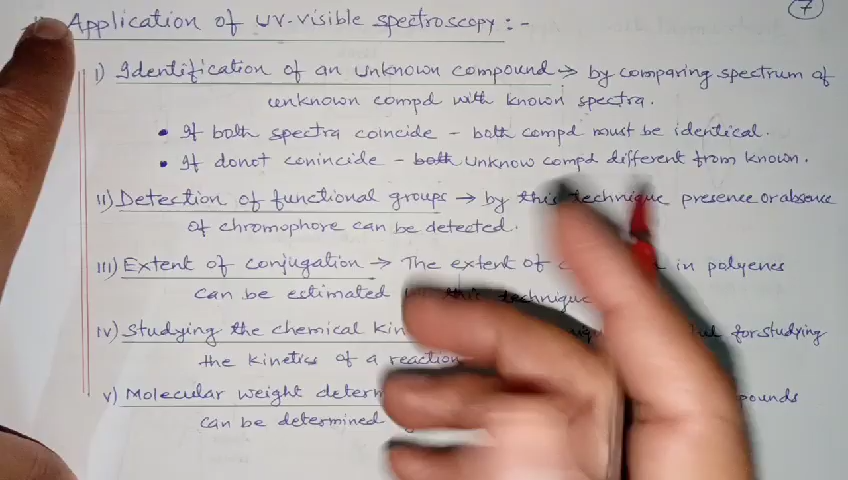 7
Application of UV-visible spectroscopy :-
I) Identification of an unknown compound → by comparing spectrum of
unknown compd with known spectra.
• If both spectra coincide - both compd must be identical.
• If donot conincide - both unknow compd different from known.
II) Detection of functional groups → by this technique presence or absence
of chromophore can be detected.
III) Extent of conjugation → The extent of in polyenes
can be estimated this technique
IV) Studying the chemical for studying
the kinetics of a reaction
V) Molecular weight
can be determined